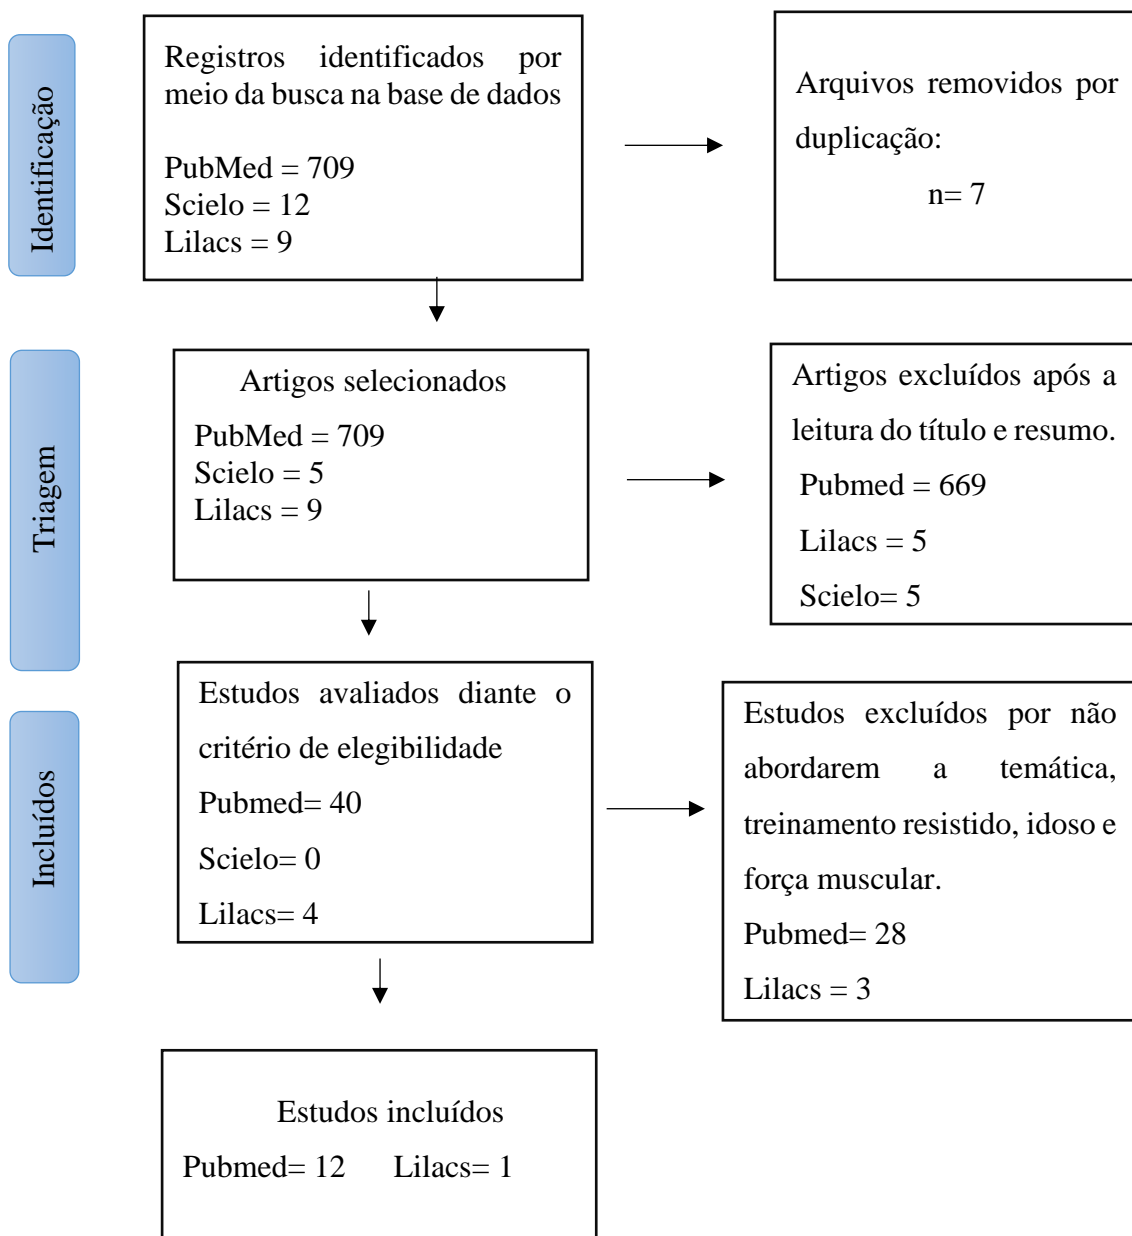 Identificação
Registros identificados por
meio da busca na base de dados
PubMed = 709
Scielo = 12
Lilacs = 9
Arquivos removidos por
duplicação:
n= 7
Triagem
Artigos selecionados
PubMed = 709
Scielo = 5
Lilacs = 9
Artigos excluídos após a
leitura do título e resumo.
Pubmed = 669
Lilacs = 5
Scielo= 5
Incluídos
Estudos avaliados diante o
critério de elegibilidade
Pubmed= 40
Scielo= 0
Lilacs= 4
Estudos excluídos por não
abordarem a temática,
treinamento resistido, idoso e
força muscular.
Pubmed= 28
Lilacs = 3
Estudos incluídos
Pubmed= 12 Lilacs= 1